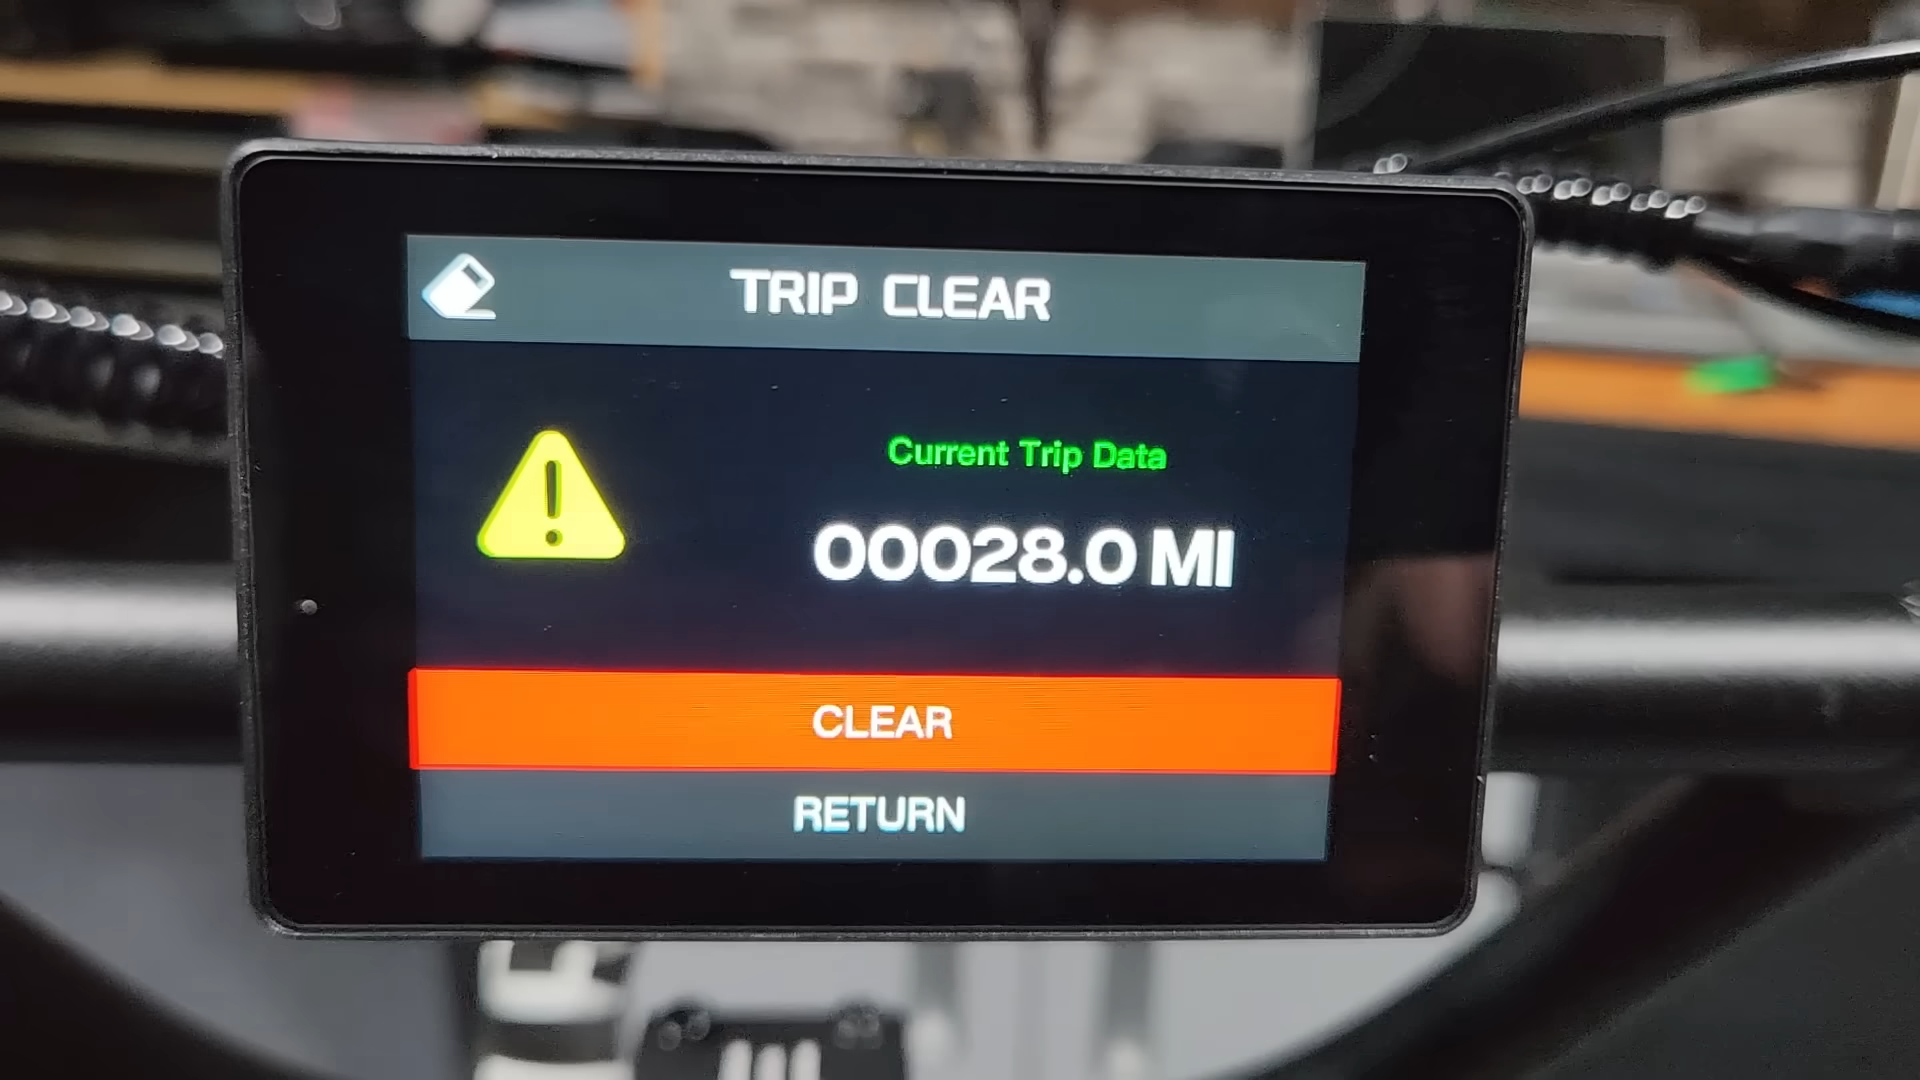 TRIP CLEAR
Current Trip Data
00028.0 MI
CLEAR
RETURN